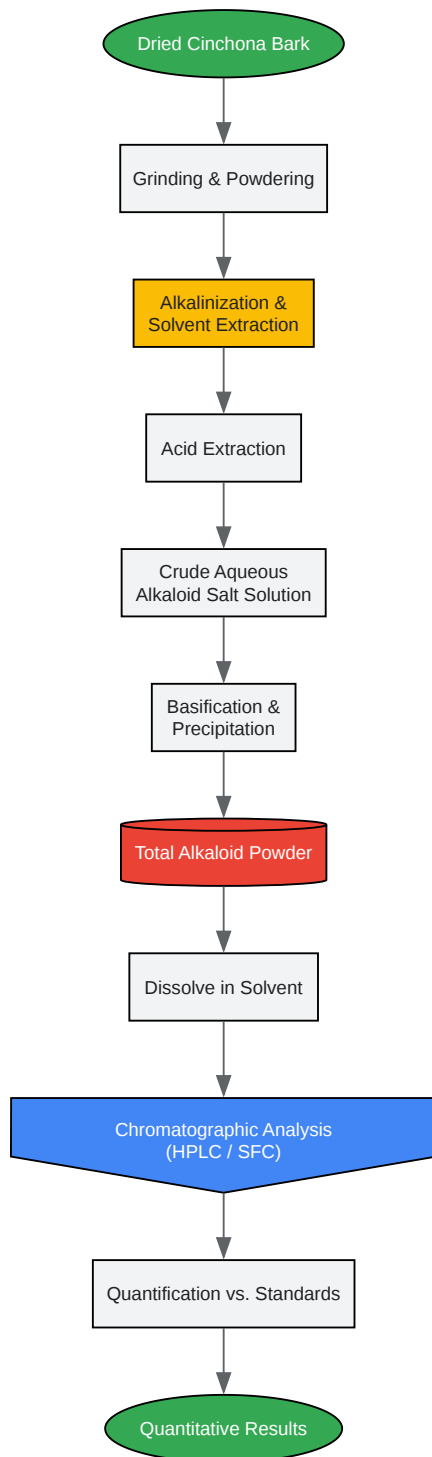 Dried Cinchona Bark
Grinding & Powdering
Alkalinization &
Solvent Extraction
Acid Extraction
Crude Aqueous
Alkaloid Salt Solution
Basification &
Precipitation
Total Alkaloid Powder
Dissolve in Solvent
Chromatographic Analysis
(HPLC / SFC)
Quantification vs. Standards
Quantitative Results